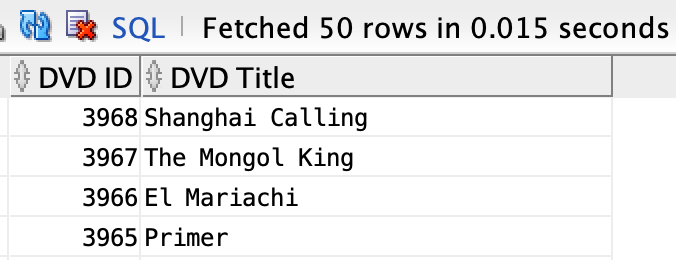 SQL | Fetched 50 rows in 0.015 seconds
DVD ID DVD Title
3968 Shanghai Calling
3967 The Mongol King
3966 El Mariachi
3965 Primer